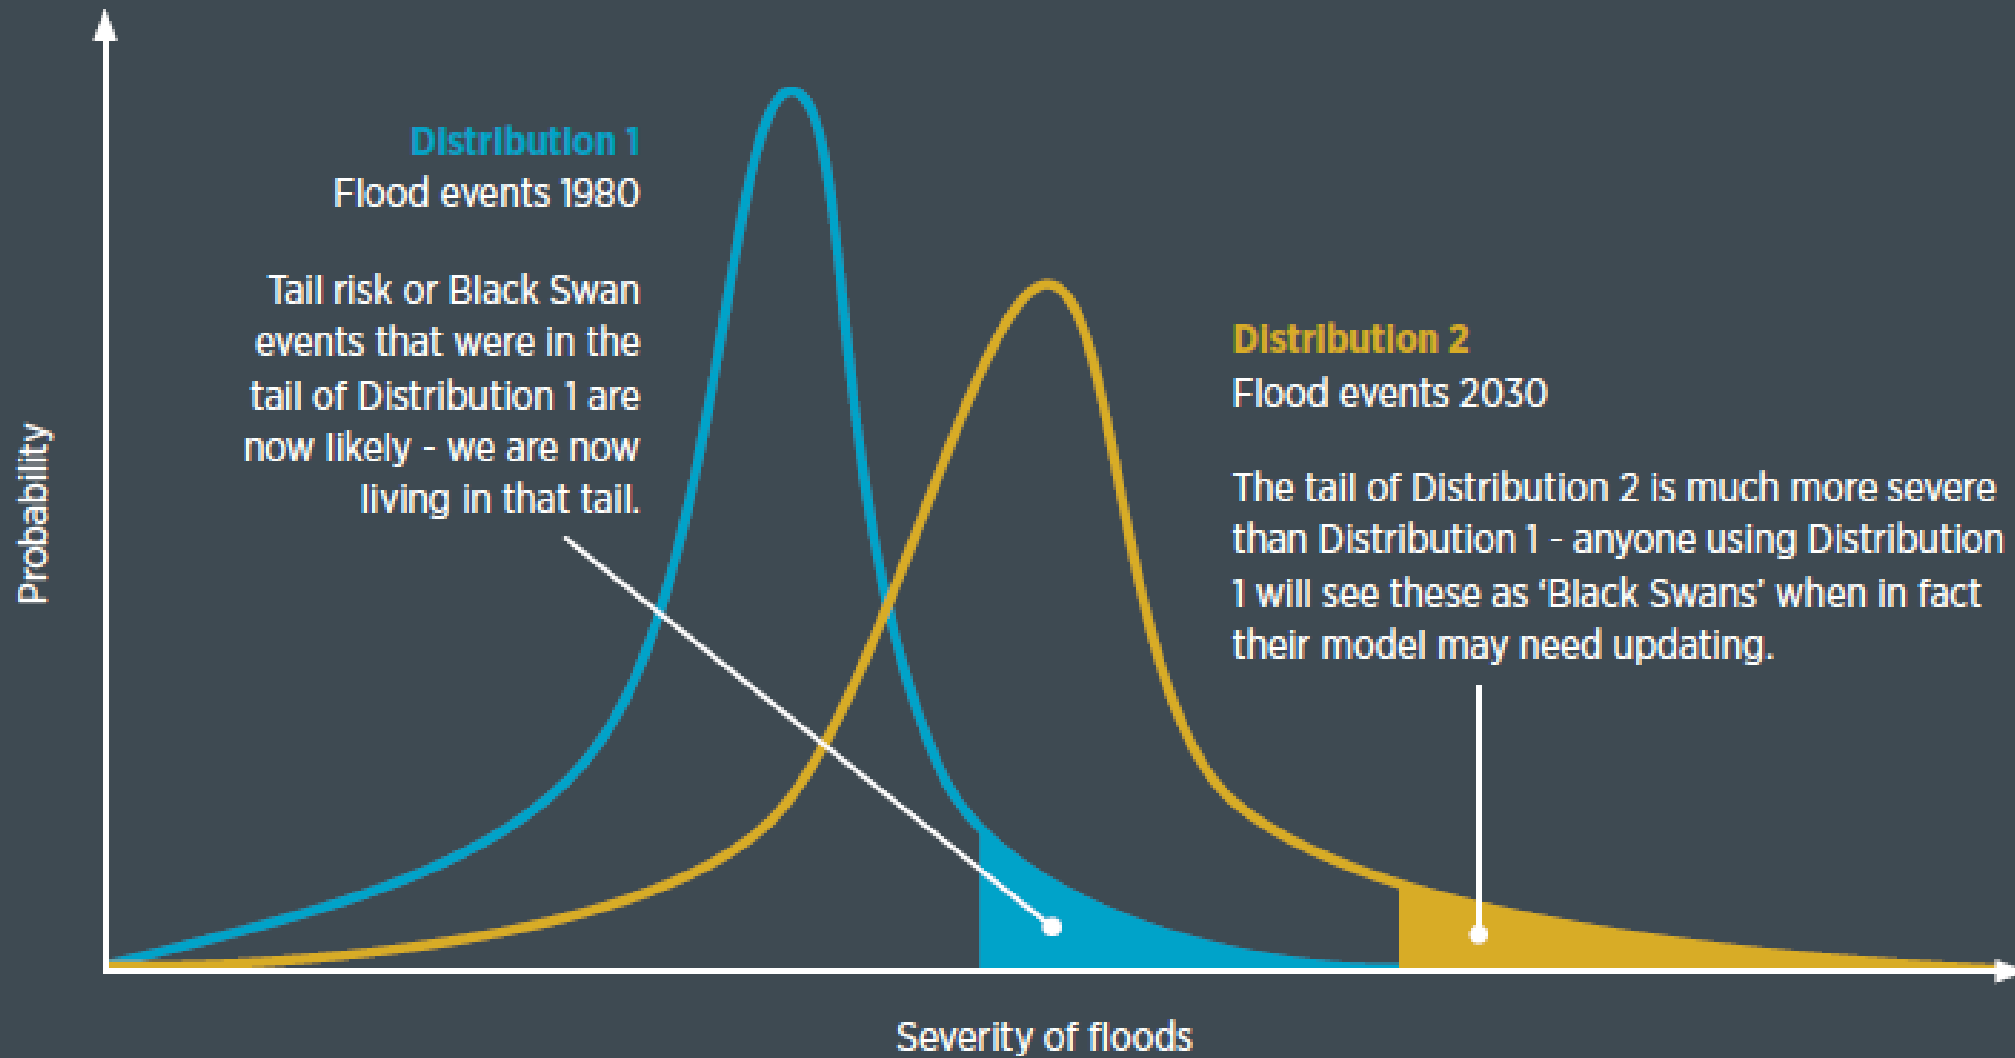 Distribution 1
Flood events 1980
Tail risk or Black Swan
events that were in the
tail of Distribution 1 are
now likely - we are now
living in that tail.
Distribution 2
Flood events 2030
The tail of Distribution 2 is much more severe
than Distribution 1 - anyone using Distribution
1 will see these as ‘Black Swans’ when in fact
their model may need updating.
Probability
Severity of floods